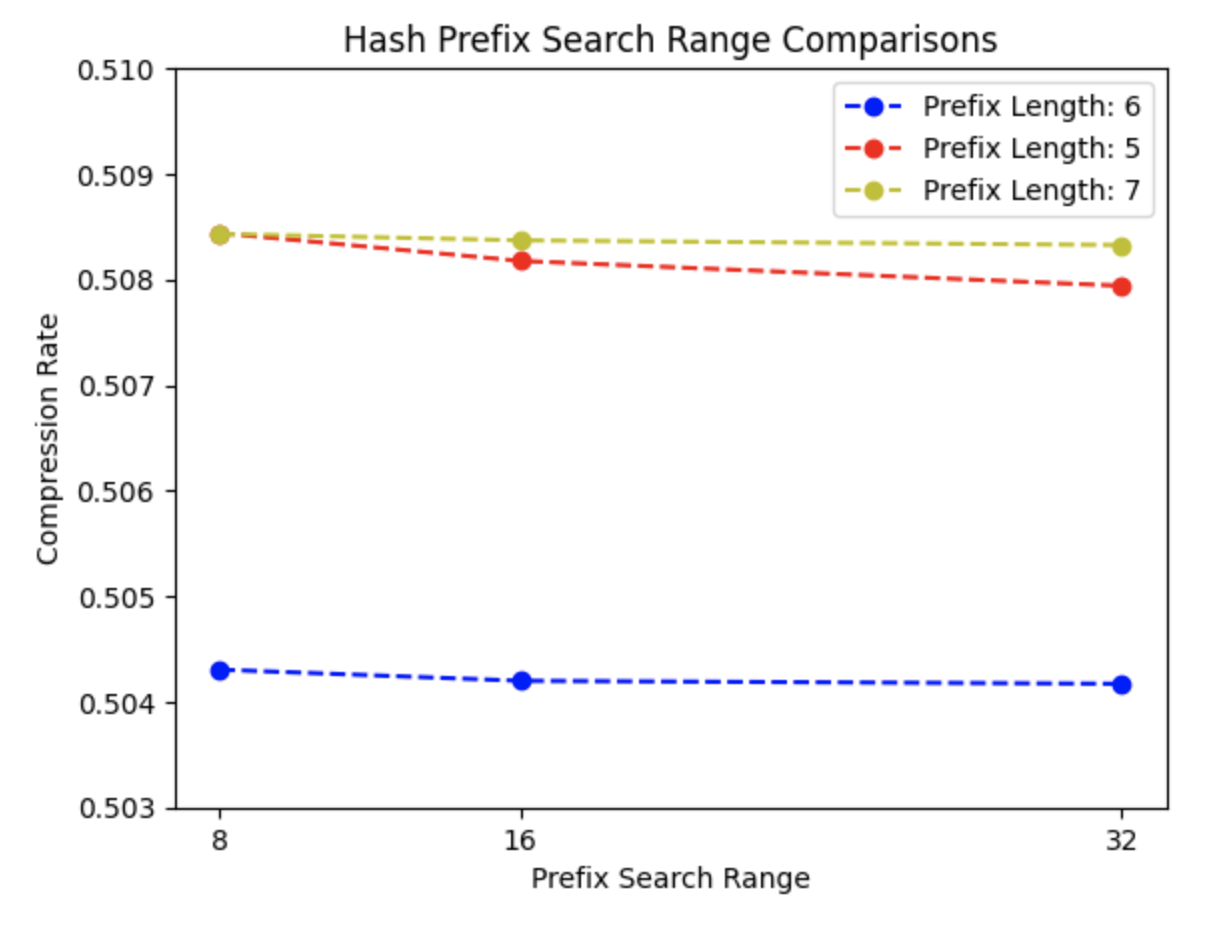 Hash Prefix Search Range Comparisons
0.510
0.509
0.508
0.507
0.506
0.505
0.504
0.503
Compression Rate
Prefix Length: 6
Prefix Length: 5
Prefix Length: 7
8 16 32
Prefix Search Range